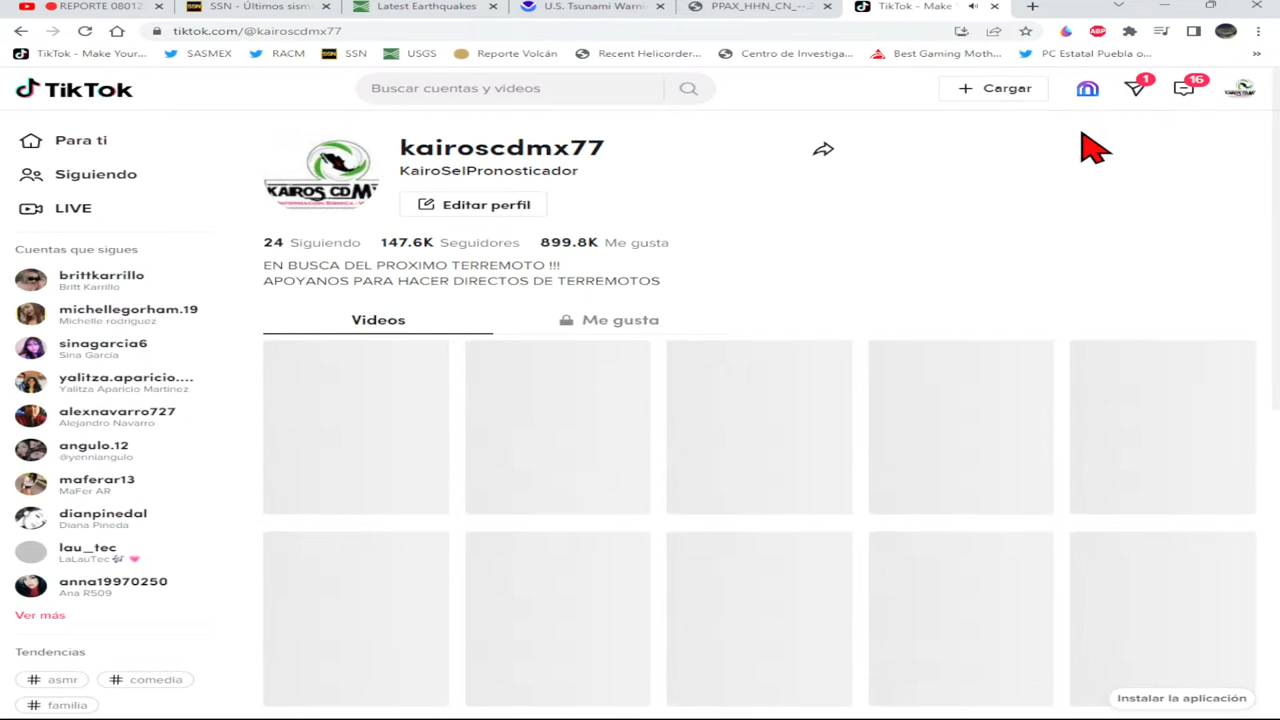 REPORTE 08012
SSN - Últimos sism
Latest Earthquakes
U.S. Tsunami Warni
PPAX_HHN_CN_--.
TikTok - Make
tiktok.com/@kairoscdmx77
ABP
TikTok - Make Your...
SASMEX
RACM
SSN
SSN
USGS
Reporte Volcán
Recent Helicorder...
Centro de Investiga...
Best Gaming Moth...
PC Estatal Puebla o...
»
TikTok
Buscar cuentas y videos
+ Cargar
1
16
Para ti
Siguiendo
LIVE
Cuentas que sigues
brittkarrillo
Britt Karrillo
michellegorham.19
Michelle rodriguez
sinagarcia6
Sina García
yalitza.aparicio....
Yalitza Aparicio Martínez
alexnavarro727
Alejandro Navarro
angulo.12
@yenniangulo
maferar13
MaFer AR
dianpinedal
Diana Pineda
lau_tec
LaLauTec
anna19970250
Ana R509
Ver más
Tendencias
# asmr
# comedia
# familia
KAIROS CDM
kairoscdmx77
KairoSelPronosticador
Editar perfil
24 Siguiendo 147.6K Seguidores 899.8K Me gusta
EN BUSCA DEL PROXIMO TERREMOTO !!!
APOYANOS PARA HACER DIRECTOS DE TERREMOTOS
Videos
Me gusta
Instalar la aplicación